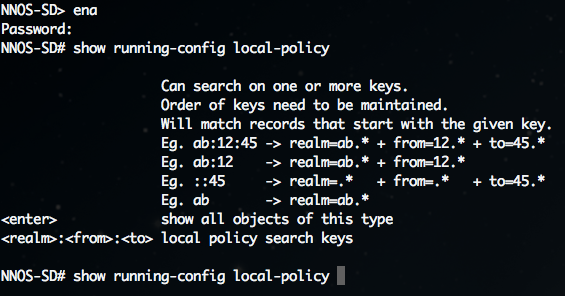 NNOS-SD> ena
Password:
NNOS-SD# show running-config local-policy
Can search on one or more keys.
Order of keys need to be maintained.
Will match records that start with the given key.
Eg. ab:12:45 -> realm=ab.* + from=12.* + to=45.*
Eg. ab:12    -> realm=ab.* + from=12.*
Eg. ::45     -> realm=.*   + from=.*   + to=45.*
Eg. ab       -> realm=ab.*
<enter>              show all objects of this type
<realm>:<from>:<to> local policy search keys
NNOS-SD# show running-config local-policy